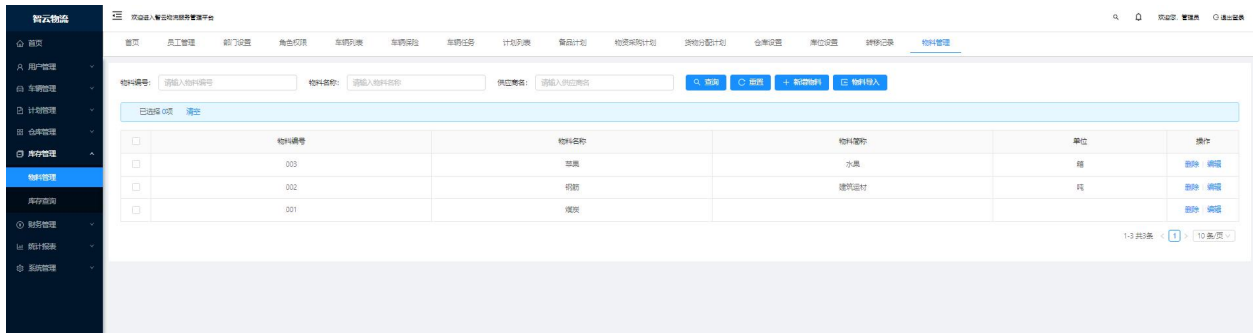 智云物流
欢迎进入智云物流服务管理平台
欢迎您, 管理员 退出登录
首页
用户管理
车辆管理
计划管理
仓库管理
库存管理
物料管理
库存查询
财务管理
统计报表
系统管理
首页 员工管理 部门设置 角色权限 车辆列表 车辆保险 车辆任务 计划列表 备品计划 物资采购计划 货物分配计划 仓库设置 库位设置 转移记录 物料管理
物料编号: 请输入物料编号 物料名称: 请输入物料名称 供应商名: 请输入供应商名 查询 重置 + 新增物料 物料导入
已选择 0项 清空
物料编号 物料名称 物料简称 单位 操作
003 苹果 水果 删除 编辑
002 钢筋 建筑运材 吨 删除 编辑
001 煤炭 删除 编辑
1-3 共3条 < 1 > 10 条/页